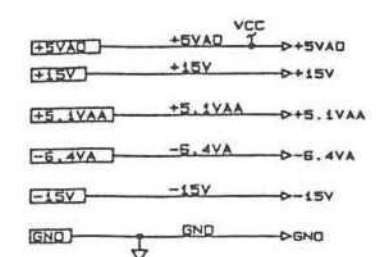 VCC
+5VAD +5VAD +5VAD
+15V +15V +15V
+5.1VAA +5.1VAA +5.1VAA
-6.4VA -6.4VA -6.4VA
-15V -15V -15V
GND GND GND